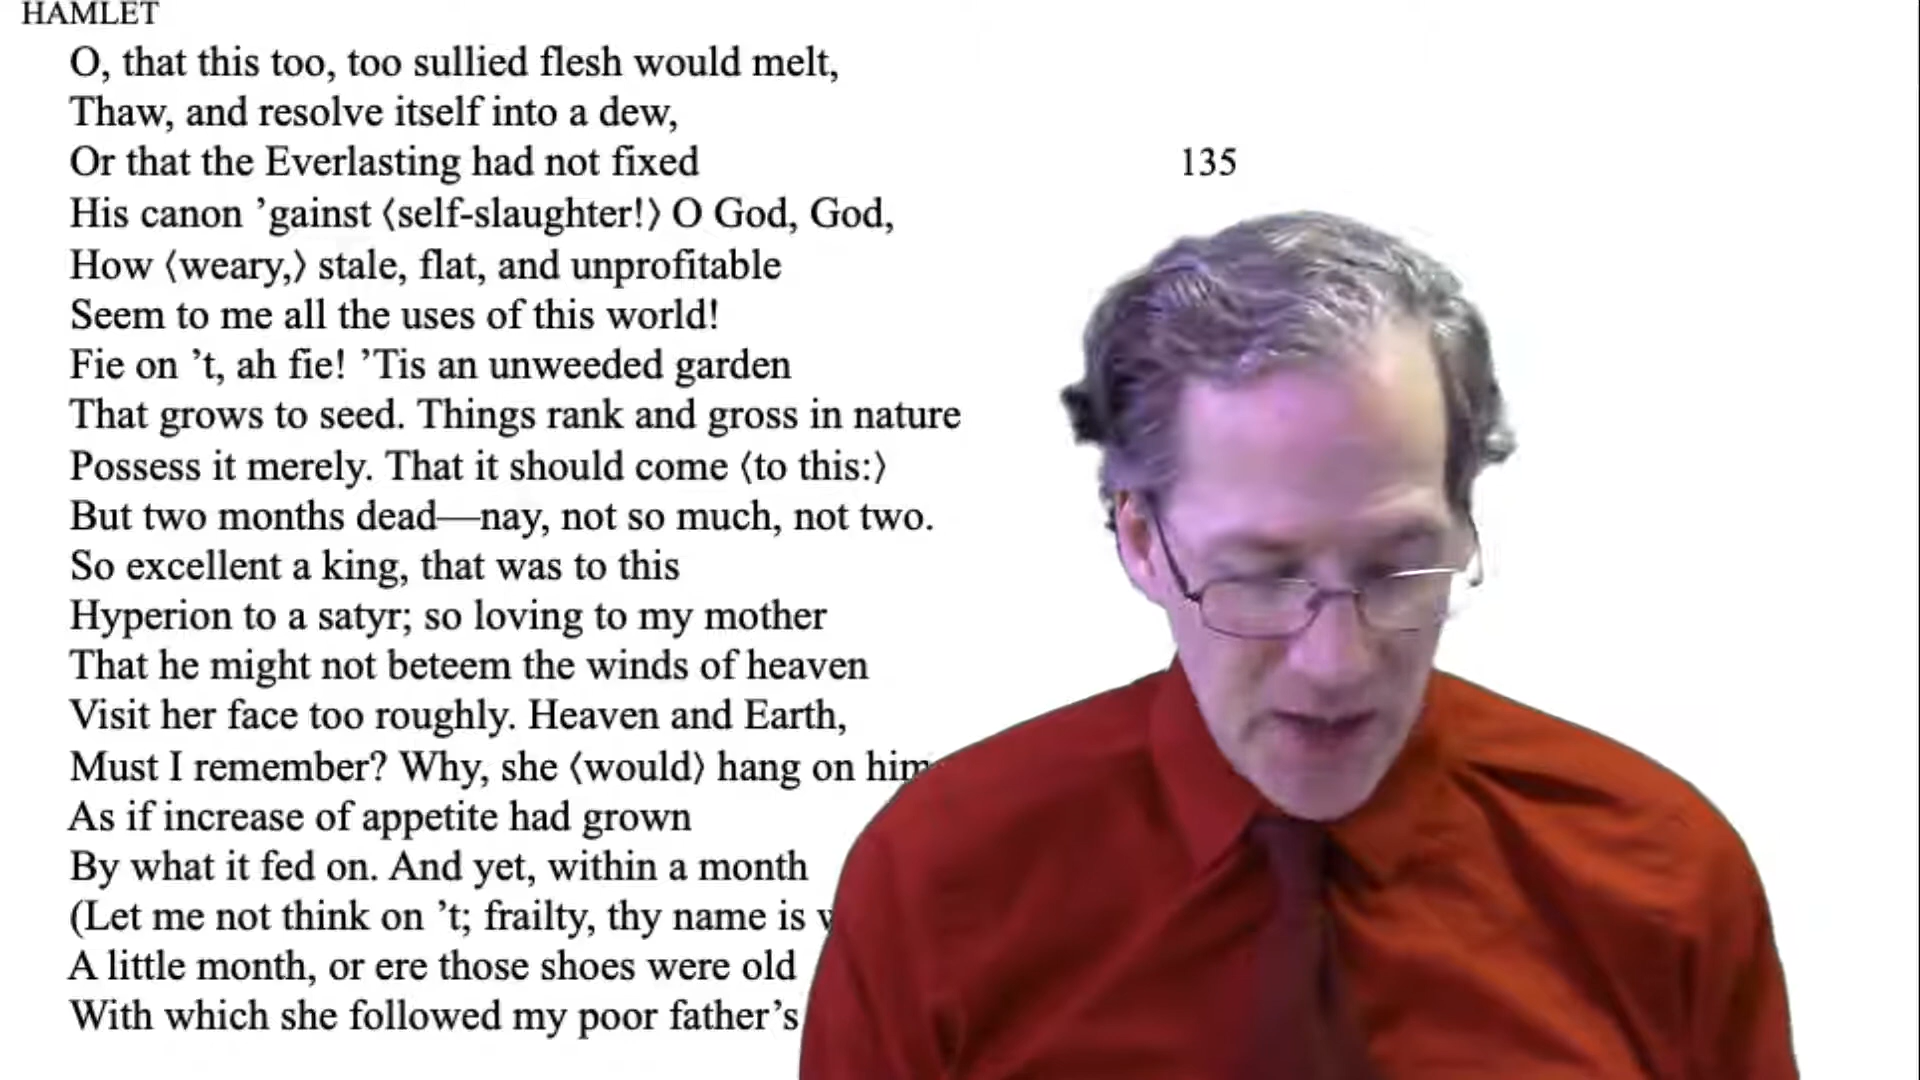 HAMLET
O, that this too, too sullied flesh would melt,
Thaw, and resolve itself into a dew,
Or that the Everlasting had not fixed 135
His canon ’gainst ⟨self-slaughter!⟩ O God, God,
How ⟨weary,⟩ stale, flat, and unprofitable
Seem to me all the uses of this world!
Fie on ’t, ah fie! ’Tis an unweeded garden
That grows to seed. Things rank and gross in nature
Possess it merely. That it should come ⟨to this:⟩
But two months dead—nay, not so much, not two.
So excellent a king, that was to this
Hyperion to a satyr; so loving to my mother
That he might not beteem the winds of heaven
Visit her face too roughly. Heaven and Earth,
Must I remember? Why, she ⟨would⟩ hang on him
As if increase of appetite had grown
By what it fed on. And yet, within a month
(Let me not think on ’t; frailty, thy name is
A little month, or ere those shoes were old
With which she followed my poor father’s